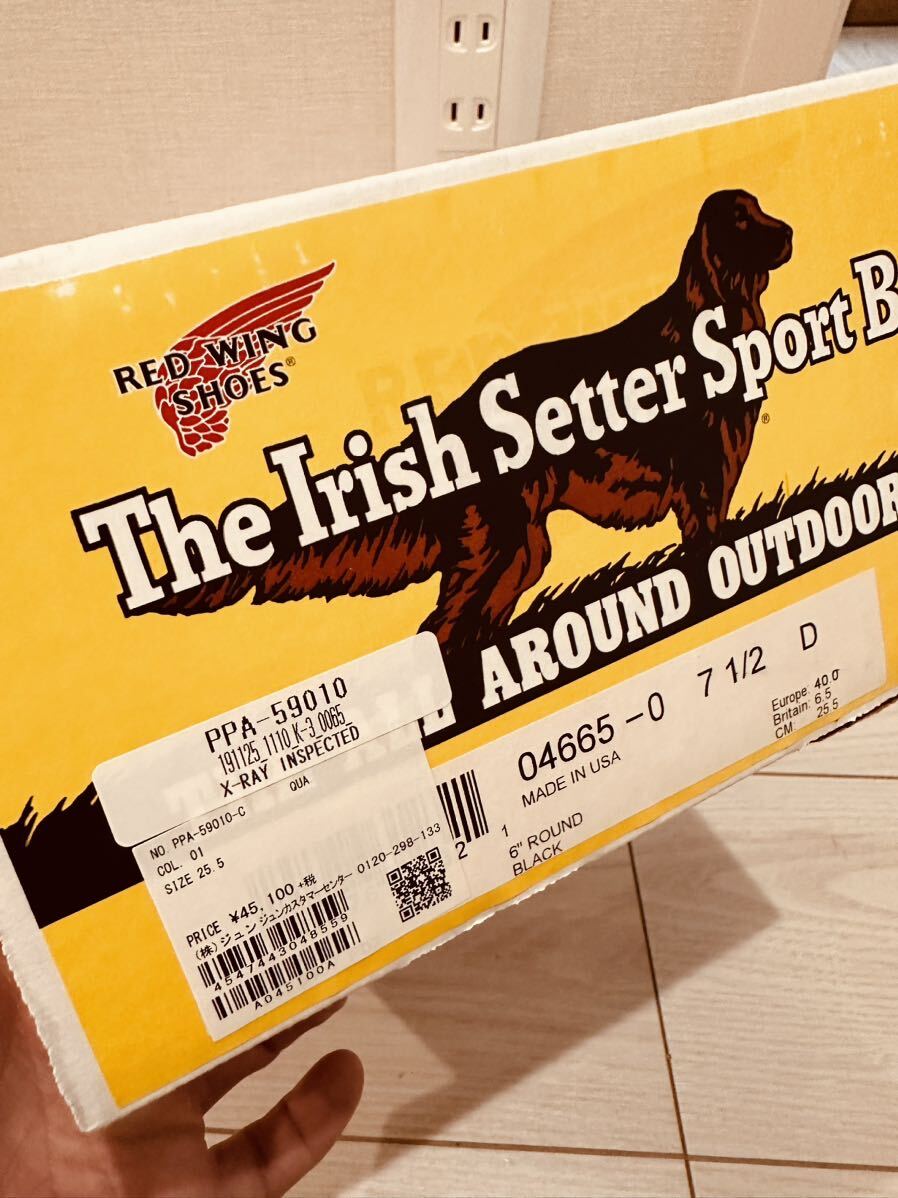 RED WING
SHOES®
The Irish Setter Sport B
®
AROUND OUTDOOR
PPA-59010
191125_1110_K-3_0065_
X-RAY INSPECTED
QUA
NO. PPA-59010-C
COL. 01
SIZE 25.5
PRICE ¥45,100 +税
(株)ジュン ジュンカスタマーセンター 0120-298-133
4547443048559
A045100A
2
1
04665-0 7 1/2 D
MADE IN USA
6" ROUND
BLACK
Europe: 40.0
Britain: 6.5
CM: 25.5